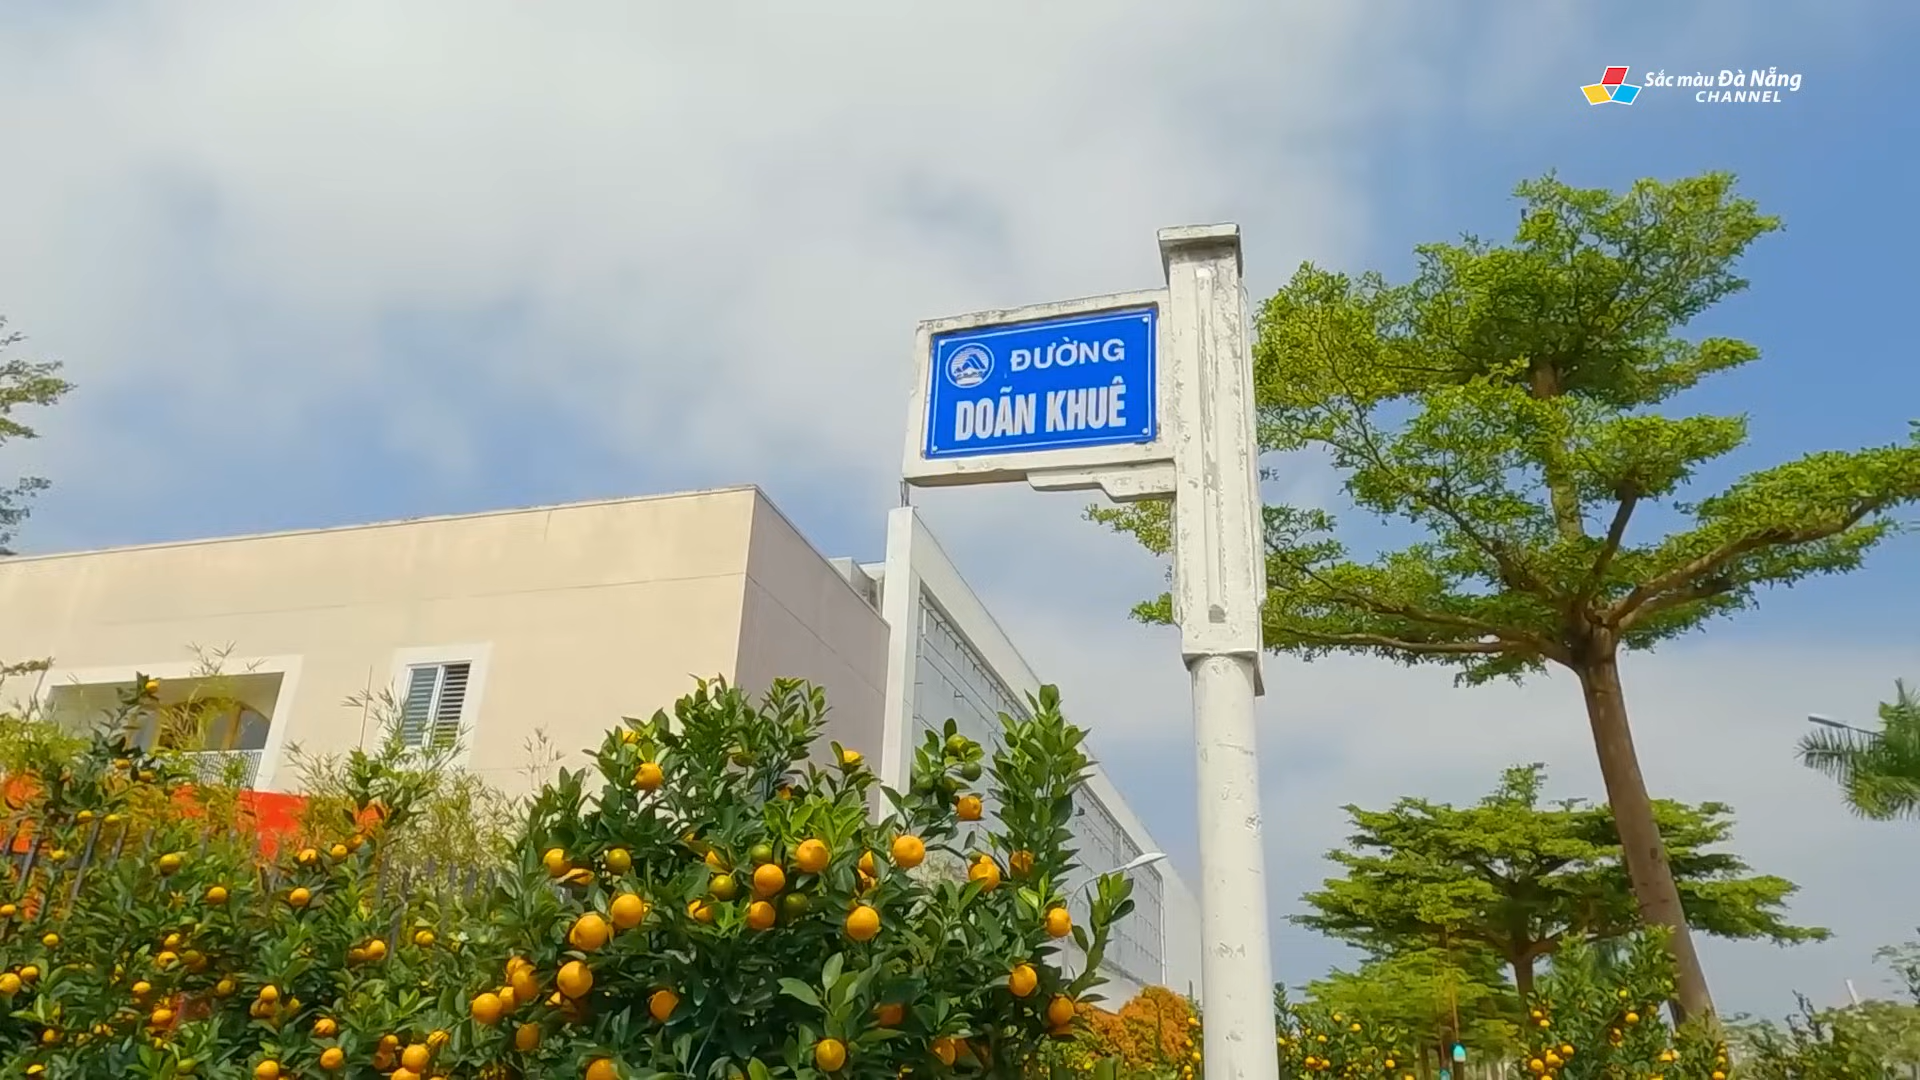 Sắc màu Đà Nẵng
CHANNEL
ĐƯỜNG
DOÃN KHUÊ